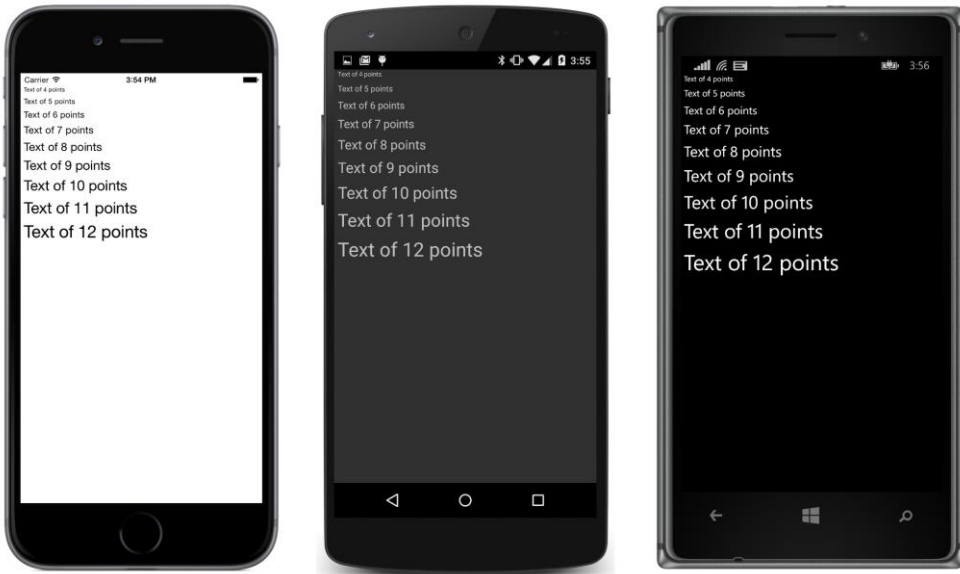 Carrier 3:54 PM
Text of 4 points
Text of 5 points
Text of 6 points
Text of 7 points
Text of 8 points
Text of 9 points
Text of 10 points
Text of 11 points
Text of 12 points
3:55
Text of 4 points
Text of 5 points
Text of 6 points
Text of 7 points
Text of 8 points
Text of 9 points
Text of 10 points
Text of 11 points
Text of 12 points
3:56
Text of 4 points
Text of 5 points
Text of 6 points
Text of 7 points
Text of 8 points
Text of 9 points
Text of 10 points
Text of 11 points
Text of 12 points